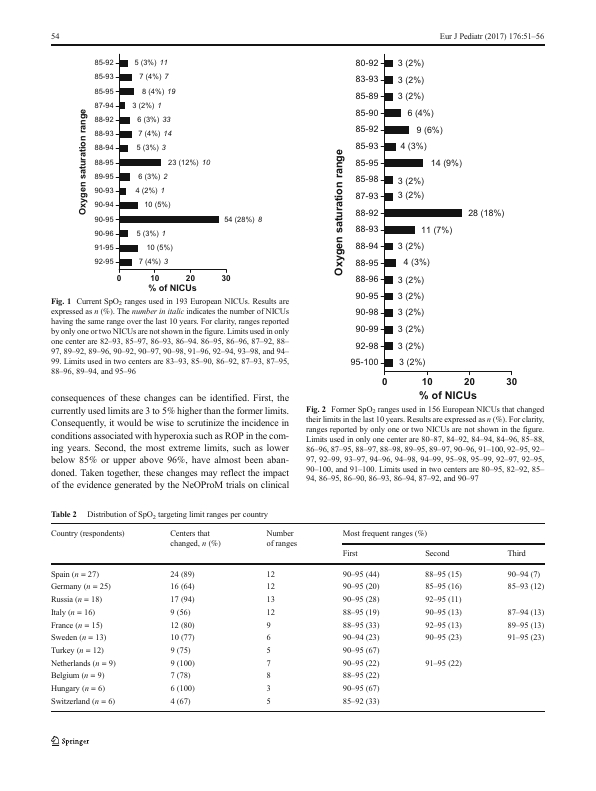 54
Eur J Pediatr (2017) 176:51–56
Oxygen saturation range
85-92 5 (3%) 11
85-93 7 (4%) 7
85-95 8 (4%) 19
87-94 3 (2%) 1
88-92 6 (3%) 33
88-93 7 (4%) 14
88-94 5 (3%) 3
88-95 23 (12%) 10
89-95 6 (3%) 2
90-93 4 (2%) 1
90-94 10 (5%)
90-95 54 (28%) 8
90-96 5 (3%) 1
91-95 10 (5%)
92-95 7 (4%) 3
0 10 20 30
% of NICUs
Fig. 1 Current SpO2 ranges used in 193 European NICUs. Results are
expressed as n (%). The number in italic indicates the number of NICUs
having the same range over the last 10 years. For clarity, ranges reported
by only one or two NICUs are not shown in the figure. Limits used in only
one center are 82–93, 85–97, 86–93, 86–94. 86–95, 86–96, 87–92, 88–
97, 89–92, 89–96, 90–92, 90–97, 90–98, 91–96, 92–94, 93–98, and 94–
99. Limits used in two centers are 83–93, 85–90, 86–92, 87–93, 87–95,
88–96, 89–94, and 95–96
consequences of these changes can be identified. First, the
currently used limits are 3 to 5% higher than the former limits.
Consequently, it would be wise to scrutinize the incidence in
conditions associated with hyperoxia such as ROP in the com-
ing years. Second, the most extreme limits, such as lower
below 85% or upper above 96%, have almost been aban-
doned. Taken together, these changes may reflect the impact
of the evidence generated by the NeOProM trials on clinical
Oxygen saturation range
80-92 3 (2%)
83-93 3 (2%)
85-89 3 (2%)
85-90 6 (4%)
85-92 9 (6%)
85-93 4 (3%)
85-95 14 (9%)
85-98 3 (2%)
87-93 3 (2%)
88-92 28 (18%)
88-93 11 (7%)
88-94 3 (2%)
88-95 4 (3%)
88-96 3 (2%)
90-95 3 (2%)
90-98 3 (2%)
90-99 3 (2%)
92-98 3 (2%)
95-100 3 (2%)
0 10 20 30
% of NICUs
Fig. 2 Former SpO2 ranges used in 156 European NICUs that changed
their limits in the last 10 years. Results are expressed as n (%). For clarity,
ranges reported by only one or two NICUs are not shown in the figure.
Limits used in only one center are 80–87, 84–92, 84–94, 84–96, 85–88,
86–96, 87–95, 88–97, 88–98, 89–95, 89–97, 90–96, 91–100, 92–95, 92–
97, 92–99, 93–97, 94–96, 94–98, 94–99, 95–98, 95–99, 92–97, 92–95,
90–100, and 91–100. Limits used in two centers are 80–95, 82–92, 85–
94, 86–95, 86–90, 86–93, 86–94, 87–92, and 90–97
Table 2 Distribution of SpO2 targeting limit ranges per country
Country (respondents) Centers that changed, n (%) Number of ranges Most frequent ranges (%)
First Second Third
Spain (n = 27) 24 (89) 12 90–95 (44) 88–95 (15) 90–94 (7)
Germany (n = 25) 16 (64) 12 90–95 (20) 85–95 (16) 85–93 (12)
Russia (n = 18) 17 (94) 13 90–95 (28) 92–95 (11)
Italy (n = 16) 9 (56) 12 88–95 (19) 90–95 (13) 87–94 (13)
France (n = 15) 12 (80) 9 88–95 (33) 92–95 (13) 89–95 (13)
Sweden (n = 13) 10 (77) 6 90–94 (23) 90–95 (23) 91–95 (23)
Turkey (n = 12) 9 (75) 5 90–95 (67)
Netherlands (n = 9) 9 (100) 7 90–95 (22) 91–95 (22)
Belgium (n = 9) 7 (78) 8 88–95 (22)
Hungary (n = 6) 6 (100) 3 90–95 (67)
Switzerland (n = 6) 4 (67) 5 85–92 (33)
Springer